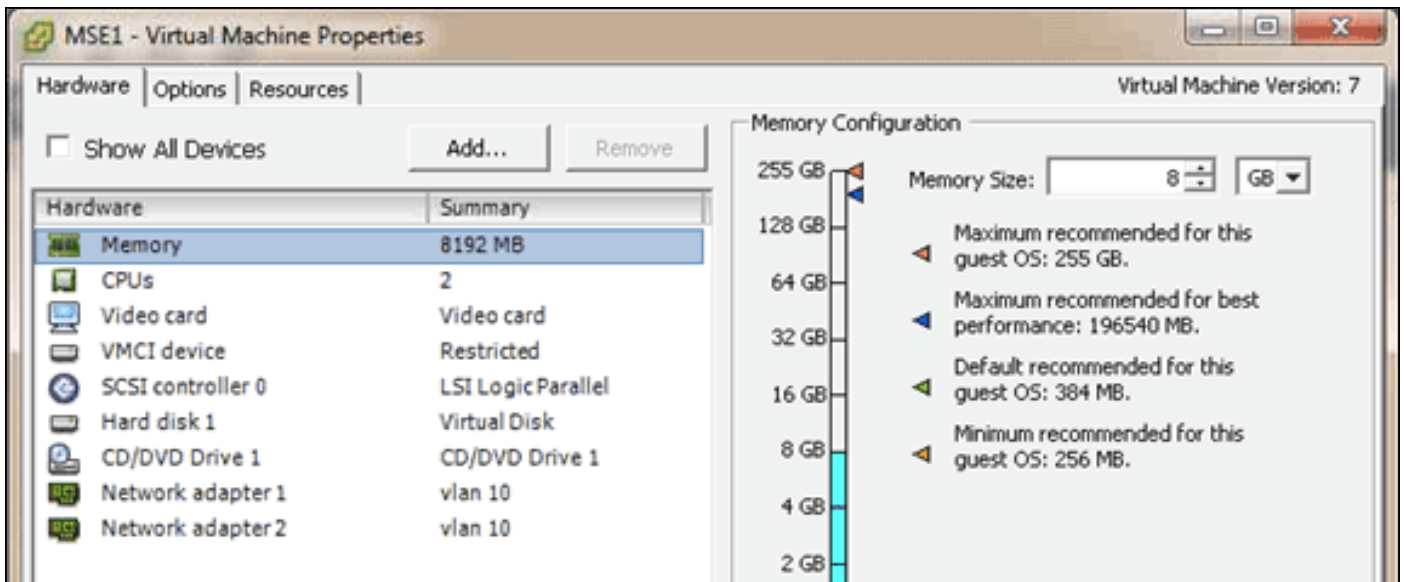 MSE1 - Virtual Machine Properties
Hardware Options Resources
Virtual Machine Version: 7
Show All Devices
Add...
Remove
Hardware Summary
Memory 8192 MB
CPUs 2
Video card Video card
VMCI device Restricted
SCSI controller 0 LSI Logic Parallel
Hard disk 1 Virtual Disk
CD/DVD Drive 1 CD/DVD Drive 1
Network adapter 1 vlan 10
Network adapter 2 vlan 10
Memory Configuration
255 GB
128 GB
64 GB
32 GB
16 GB
8 GB
4 GB
2 GB
Memory Size: 8 GB
Maximum recommended for this
guest OS: 255 GB.
Maximum recommended for best
performance: 196540 MB.
Default recommended for this
guest OS: 384 MB.
Minimum recommended for this
guest OS: 256 MB.